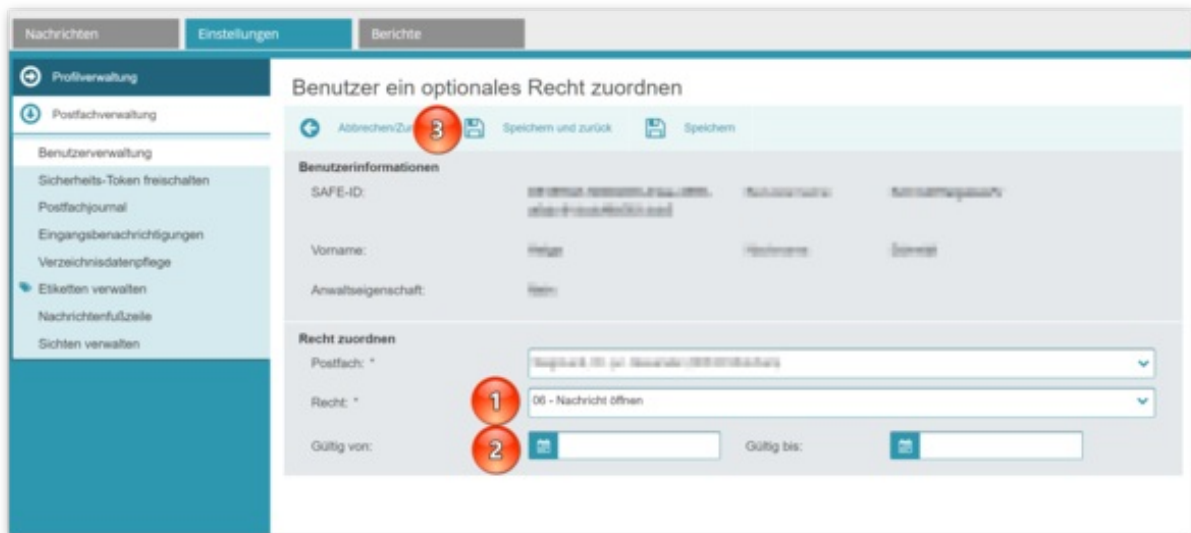 Nachrichten Einstellungen Berichte
Profilverwaltung
Postfachverwaltung
Benutzerverwaltung
Sicherheits-Token freischalten
Postfachjournal
Eingangsbenachrichtigungen
Verzeichnisdatenpflege
Etiketten verwalten
Nachrichtenfußzeile
Sichten verwalten
Benutzer ein optionales Recht zuordnen
Abbrechen/Zu 3 Speichern und zurück Speichern
Benutzerinformationen
SAFE-ID:
Vorname:
Anwaltseigenschaft:
Recht zuordnen
Postfach: *
Recht: * 1 06 - Nachricht öffnen
Gültig von: 2 Gültig bis: